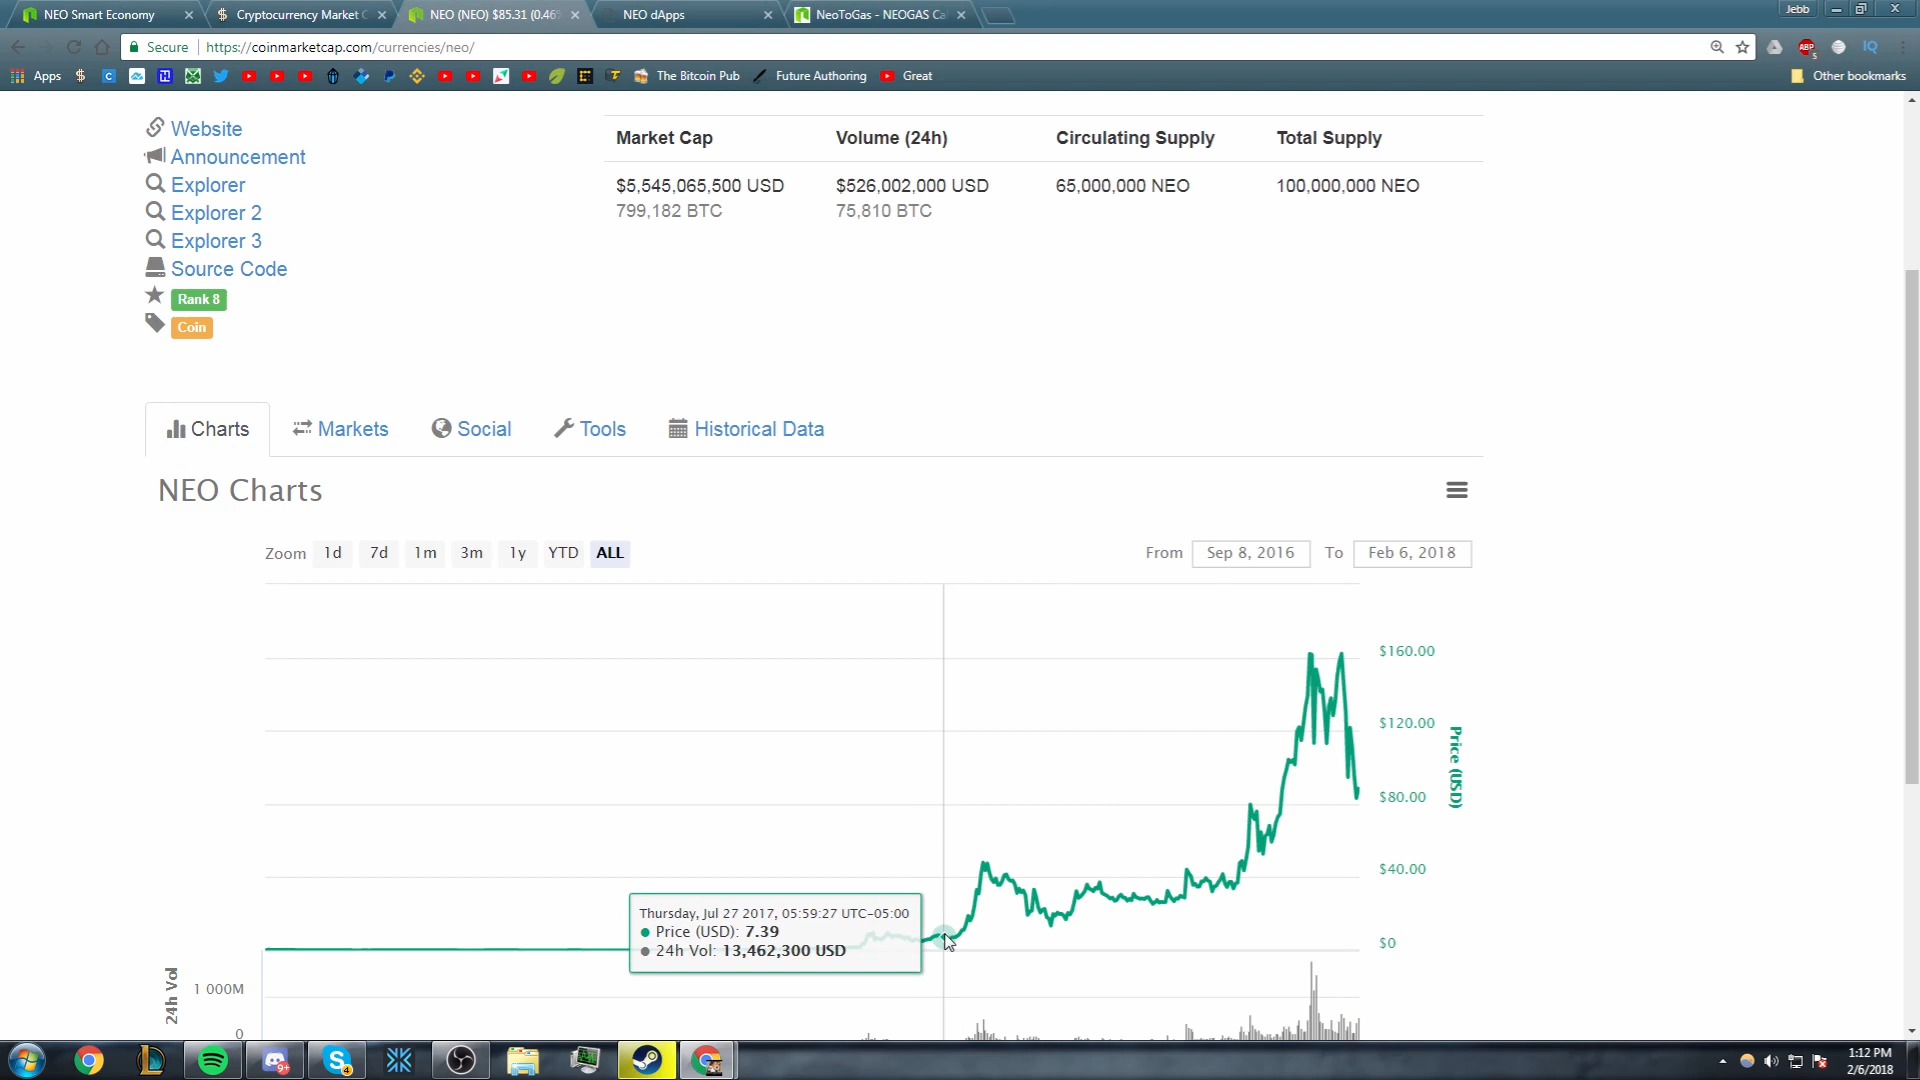 NEO Smart Economy
Cryptocurrency Market C
NEO (NEO) $85.31 (0.46%
NEO dApps
NeoToGas - NEOGAS Ca
Jebb
Secure https://coinmarketcap.com/currencies/neo/
ABP
5
IQ
Apps
The Bitcoin Pub
Future Authoring
Great
Other bookmarks
Website
Announcement
Explorer
Explorer 2
Explorer 3
Source Code
Rank 8
Coin
Market Cap Volume (24h) Circulating Supply Total Supply
$5,545,065,500 USD $526,002,000 USD 65,000,000 NEO 100,000,000 NEO
799,182 BTC 75,810 BTC
Charts Markets Social Tools Historical Data
NEO Charts
Zoom 1d 7d 1m 3m 1y YTD ALL
From Sep 8, 2016 To Feb 6, 2018
$160.00
$120.00
$80.00
$40.00
$0
Price (USD)
Thursday, Jul 27 2017, 05:59:27 UTC-05:00
Price (USD): 7.39
24h Vol: 13,462,300 USD
24h Vol
1 000M
0
9+
4
1:12 PM
2/6/2018